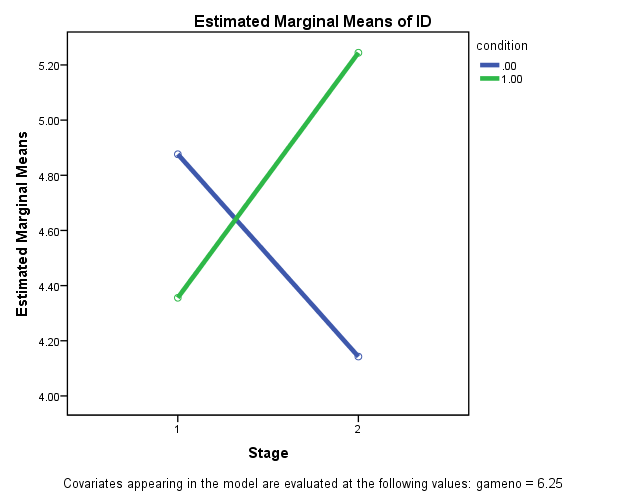 Estimated Marginal Means of ID
condition
.00
1.00
Estimated Marginal Means
5.20
5.00
4.80
4.60
4.40
4.20
4.00
1 2
Stage
Covariates appearing in the model are evaluated at the following values: gameno = 6.25